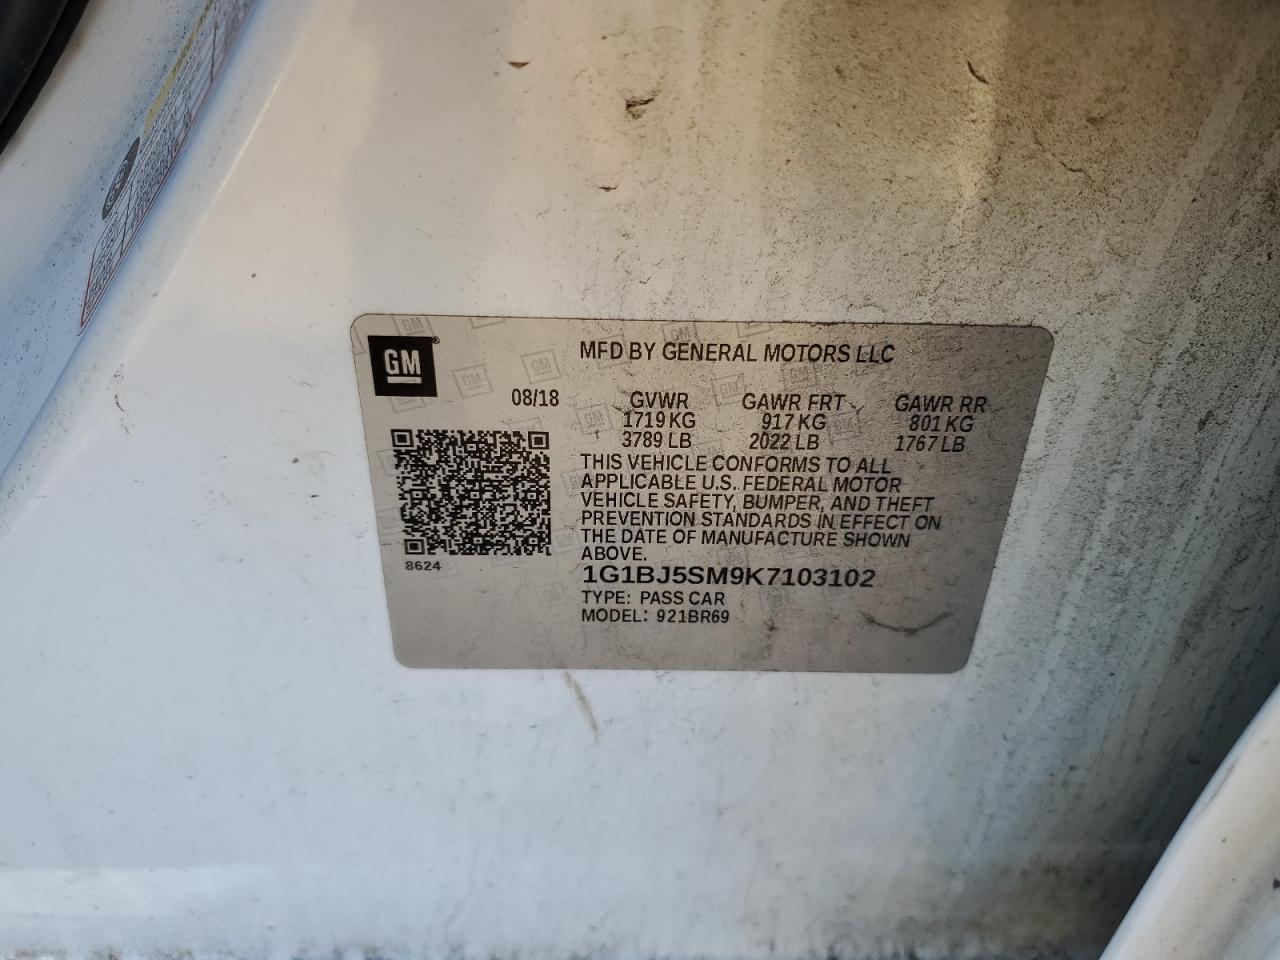 GM
MFD BY GENERAL MOTORS LLC
08/18
GVWR GAWR FRT GAWR RR
1719 KG 917 KG 801 KG
3789 LB 2022 LB 1767 LB
THIS VEHICLE CONFORMS TO ALL
APPLICABLE U.S. FEDERAL MOTOR
VEHICLE SAFETY, BUMPER, AND THEFT
PREVENTION STANDARDS IN EFFECT ON
THE DATE OF MANUFACTURE SHOWN
ABOVE.
8624
1G1BJ5SM9K7103102
TYPE: PASS CAR
MODEL: 921BR69